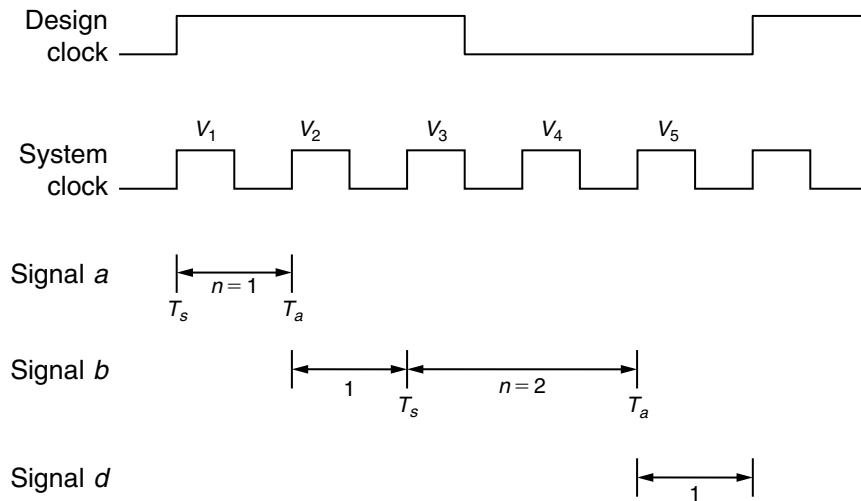 Design
clock
V1 V2 V3 V4 V5
System
clock
Signal a
n = 1
Ts Ta
Signal b
1 n = 2
Ts Ta
Signal d
1